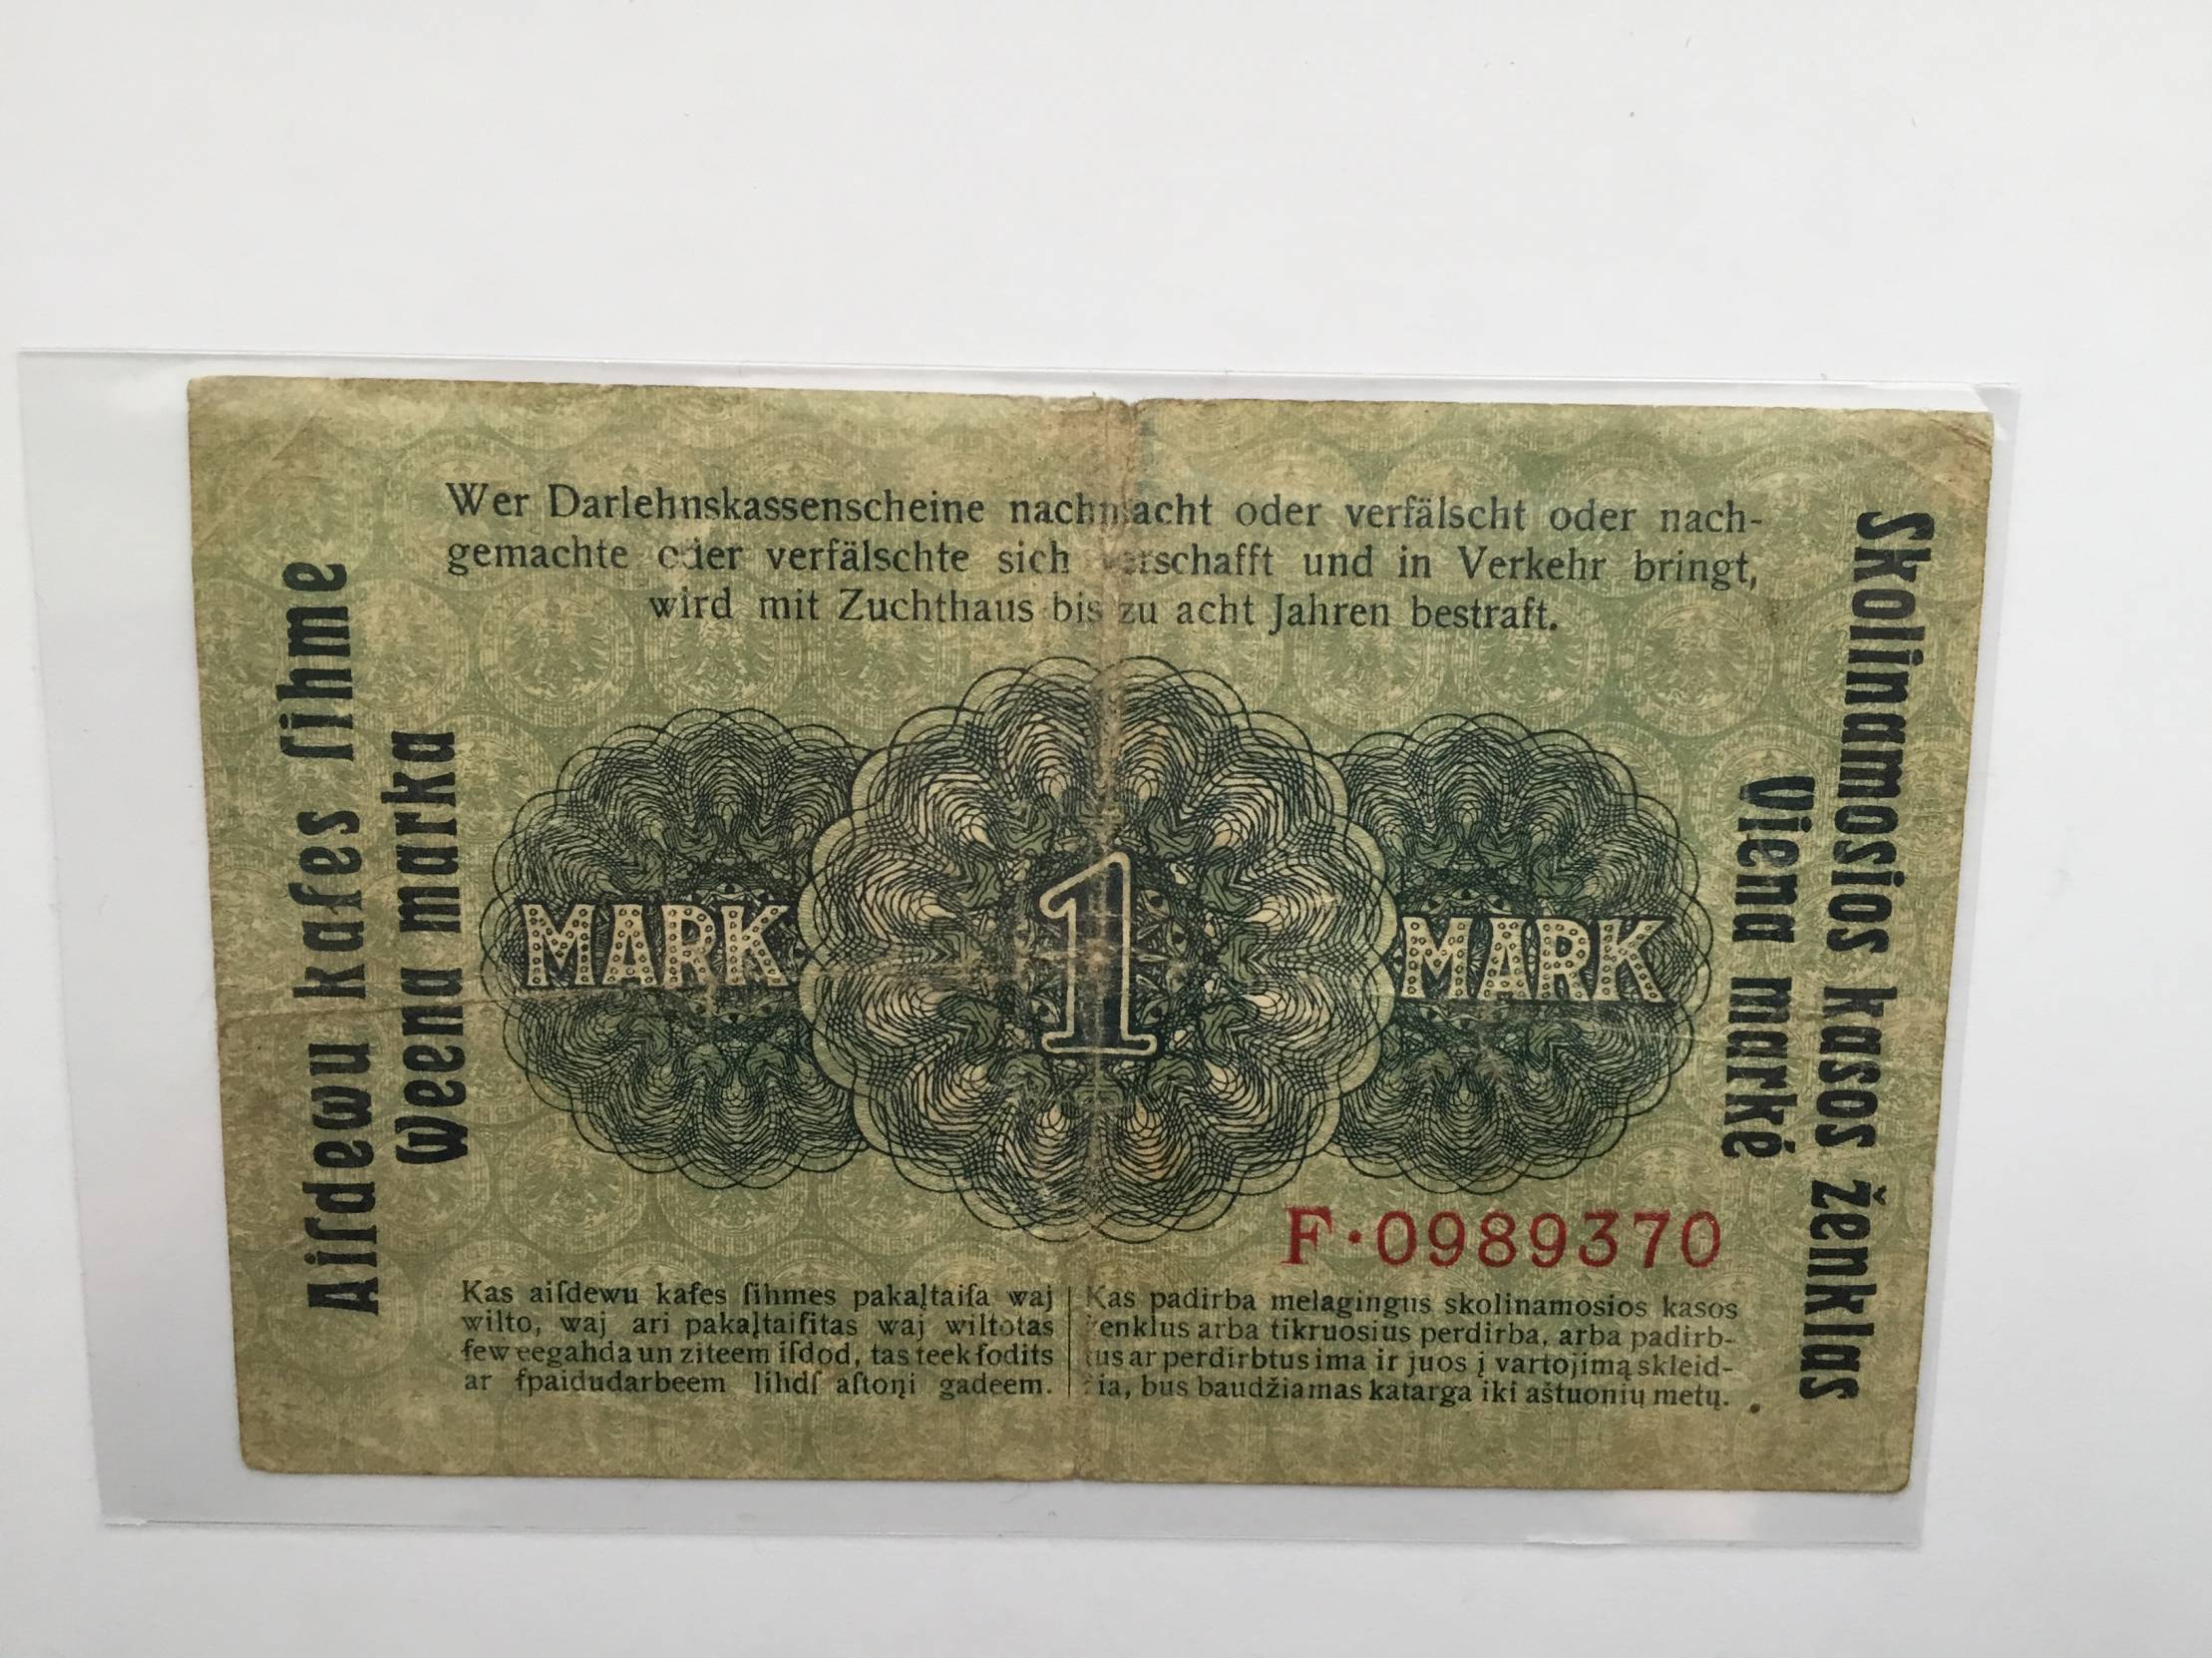 Wer Darlehnskassenscheine nachmacht oder verfälscht oder nach-
gemachte oder verfälschte sich verschafft und in Verkehr bringt,
wird mit Zuchthaus bis zu acht Jahren bestraft.
Aiſdewu kaſes ſihme
Weena marka
MARK 1 MARK
Skolinamosios kasos ženklas
Viena markė
F·0989370
Kas aiſdewu kaſes ſihmes pakaļtaiſa waj
wilto, waj ari pakaļtaiſitas waj wiltotas
ſew eegahda un ziteem iſdod, tas teek ſodits
ar ſpaidudarbeem lihdſ aſtoņi gadeem.
Kas padirba melagingus skolinamosios kasos
ženklus arba tikruosius perdirba, arba padirb-
tus ar perdirbtus ima ir juos į vartojimą skleid-
žia, bus baudžiamas katarga iki aštuonių metų.